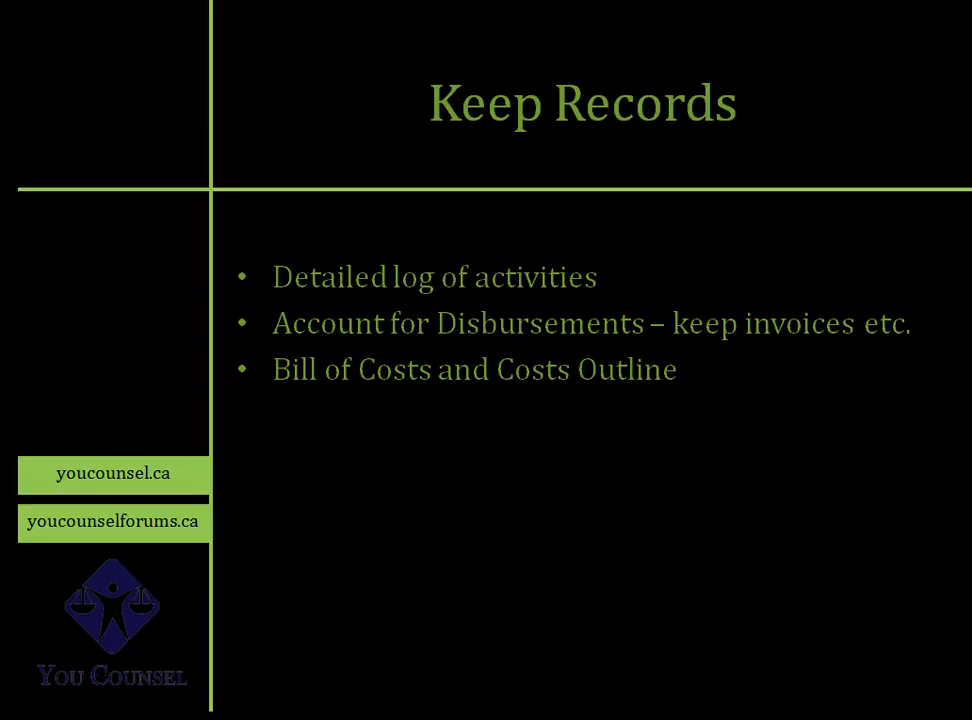 Keep Records
• Detailed log of activities
• Account for Disbursements – keep invoices etc.
• Bill of Costs and Costs Outline
youcounsel.ca
youcounselforums.ca
YOU COUNSEL